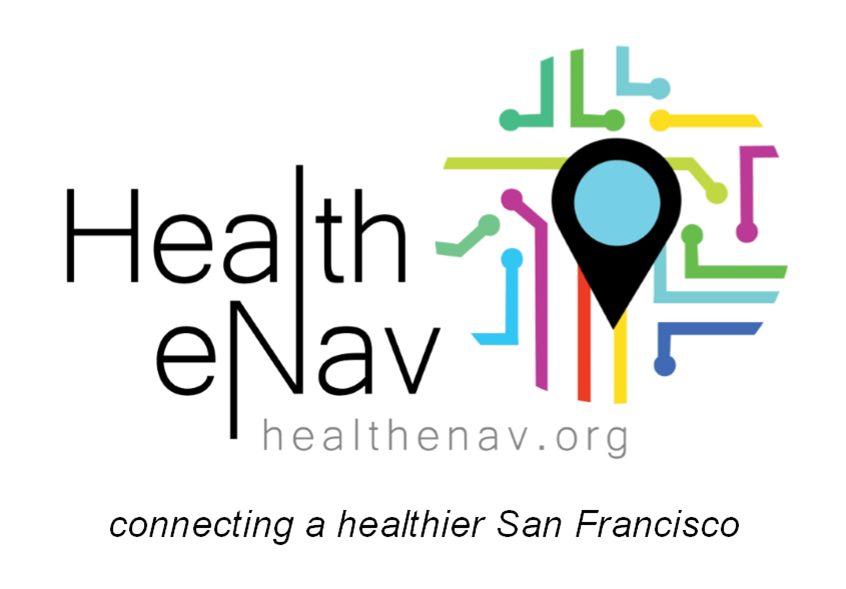 Health
eNav
healthenav.org
connecting a healthier San Francisco